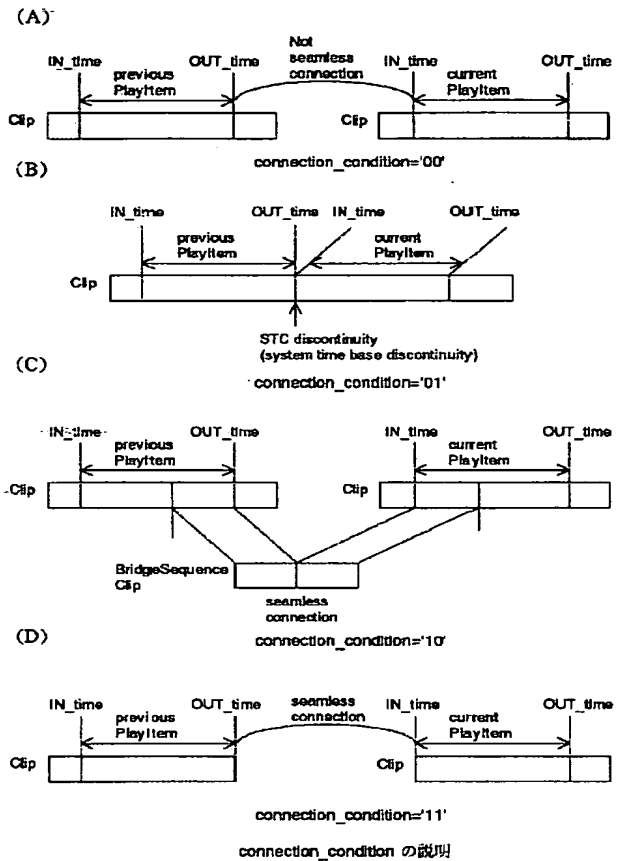 (A)
Not
seamless
connection
IN_time
OUT_time
IN_time
OUT_time
previous
PlayItem
current
PlayItem
Clip
Clip
connection_condition='00'
(B)
IN_time
OUT_time
IN_time
OUT_time
previous
PlayItem
current
PlayItem
Clip
STC discontinuity
(system time base discontinuity)
connection_condition='01'
(C)
IN_time
OUT_time
IN_time
OUT_time
previous
PlayItem
current
PlayItem
Clip
Clip
BridgeSequence
Clip
seamless
connection
connection_condition='10'
(D)
seamless
connection
IN_time
OUT_time
IN_time
OUT_time
previous
PlayItem
current
PlayItem
Clip
Clip
connection_condition='11'
connection_condition の説明